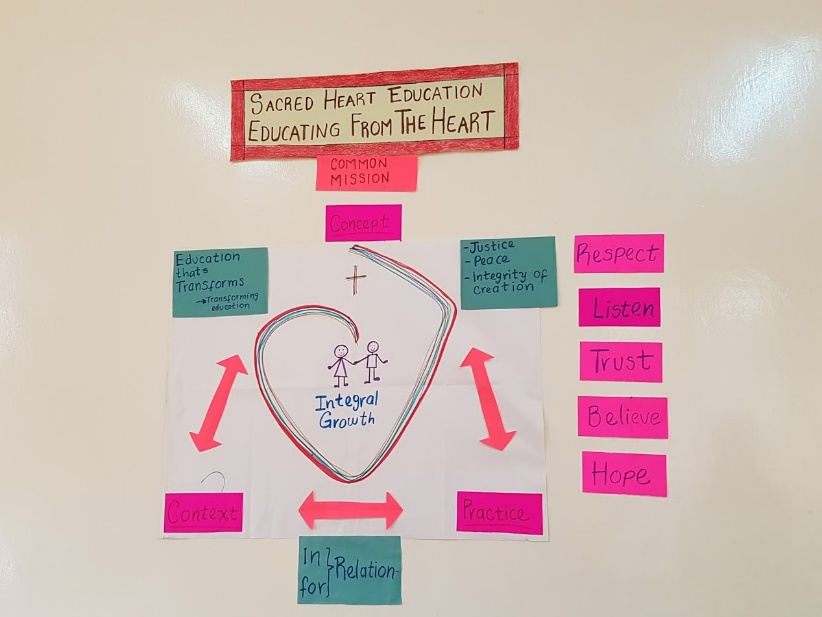 SACRED HEART EDUCATION
EDUCATING FROM THE HEART
COMMON
MISSION
Concept
Education
thats
Transforms
→Transforming
education
-Justice
-Peace
-Integrity of
Creation
Integral
Growth
Context
Practice
In
for} Relation-
Respect
Listen
Trust
Believe
Hope